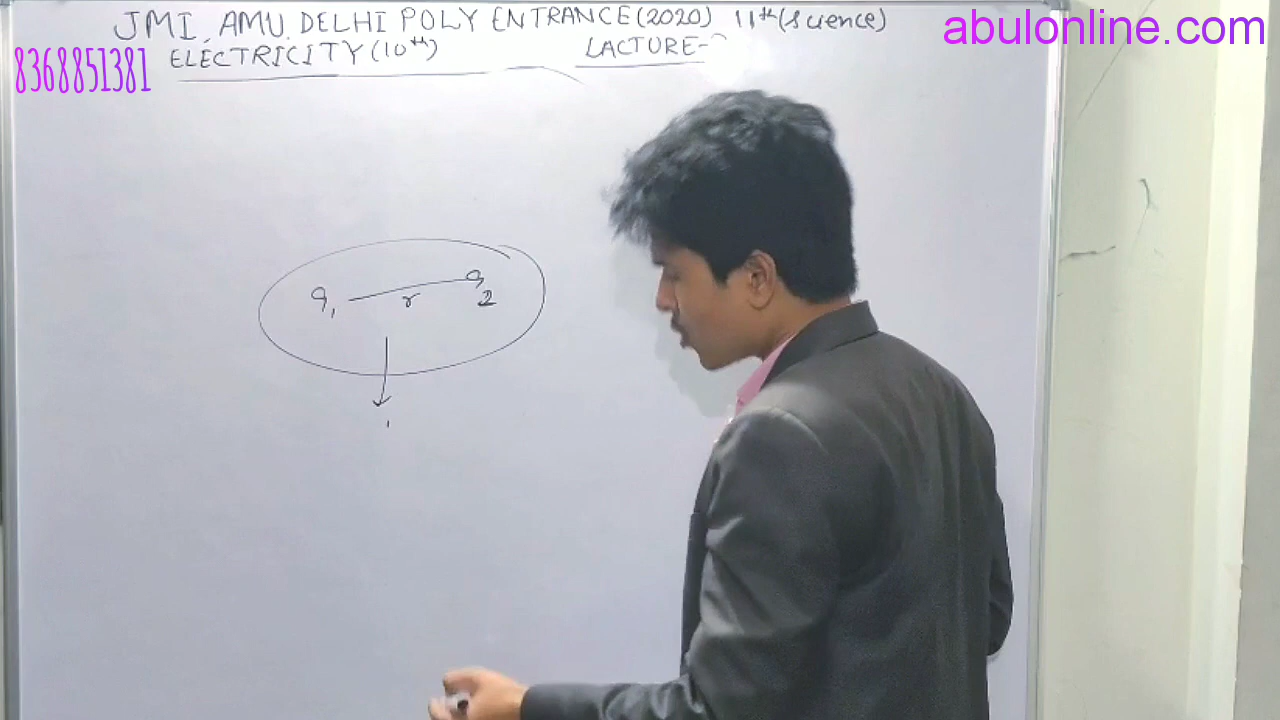 JMI, AMU, DELHI POLY ENTRANCE(2020) 11th(science)
abulonline.com
ELECTRICITY(10th)
LACTURE-
8368851381
q1 r q2